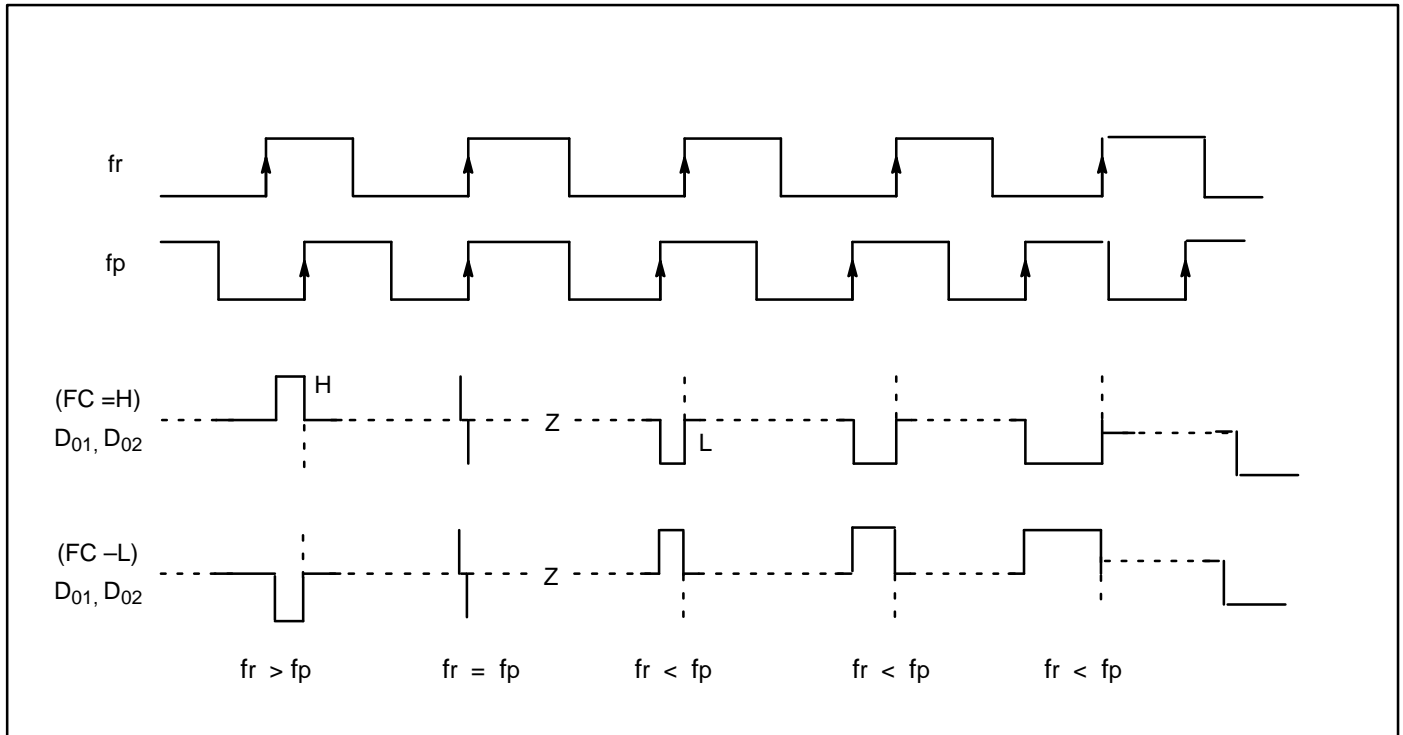 fr
fp
(FC =H)
D01, D02
H
Z
L
(FC –L)
D01, D02
Z
fr > fp
fr = fp
fr < fp
fr < fp
fr < fp